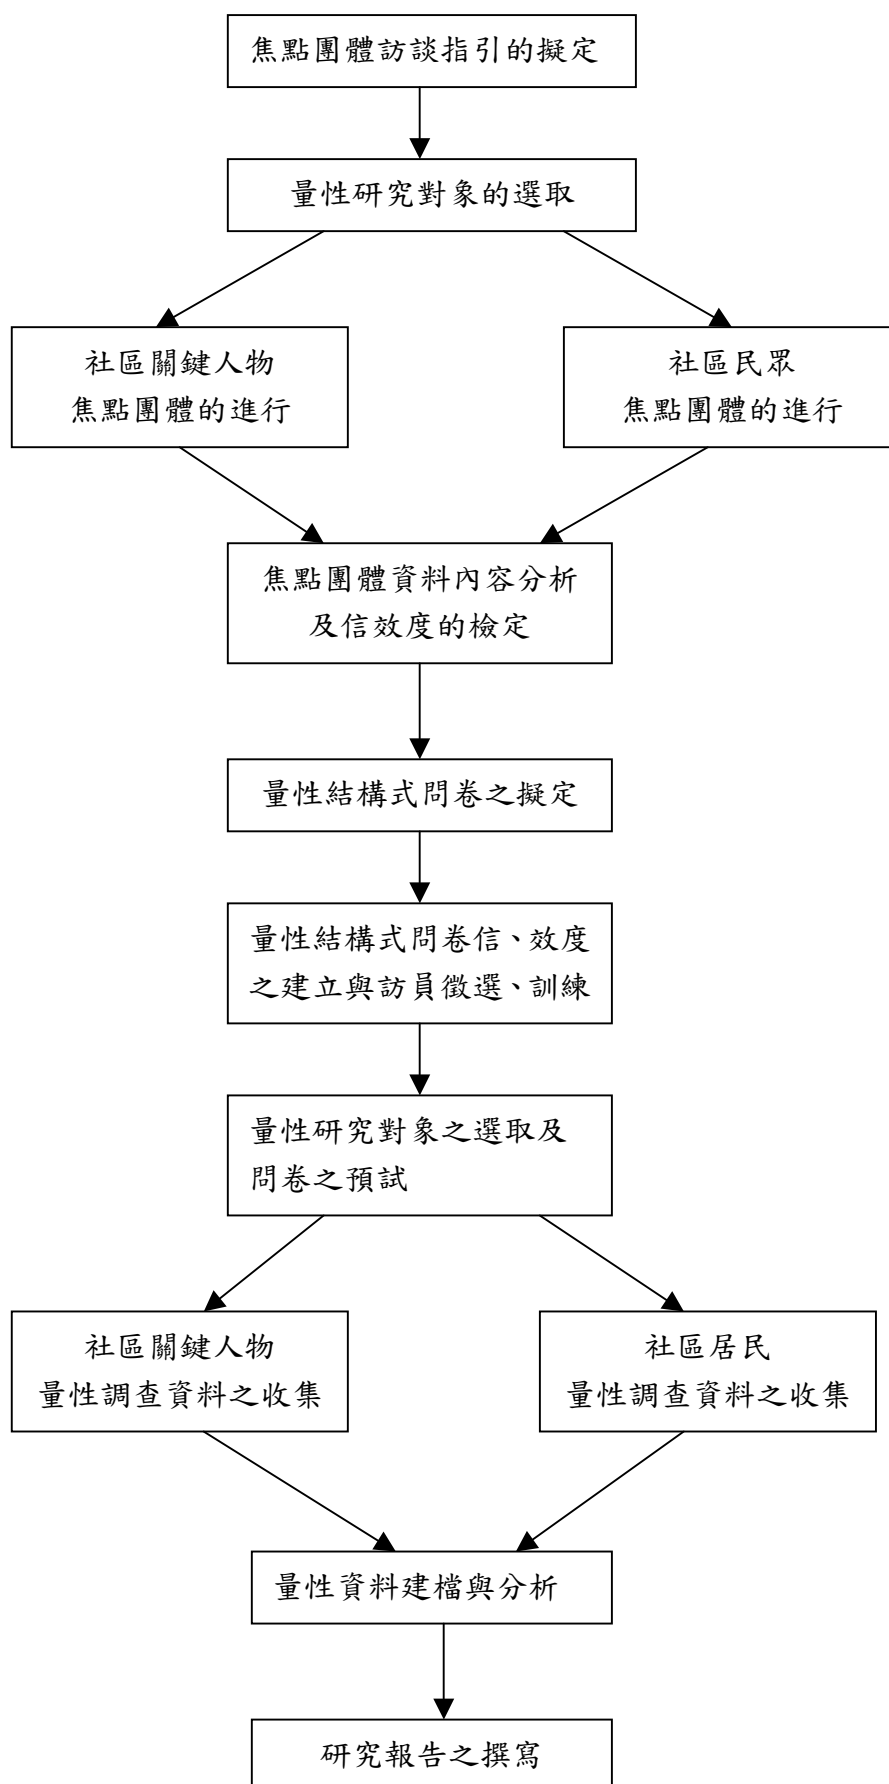 焦點團體訪談指引的擬定
量性研究對象的選取
社區關鍵人物
焦點團體的進行
社區民眾
焦點團體的進行
焦點團體資料內容分析
及信效度的檢定
量性結構式問卷之擬定
量性結構式問卷信、效度
之建立與訪員徵選、訓練
量性研究對象之選取及
問卷之預試
社區關鍵人物
量性調查資料之收集
社區居民
量性調查資料之收集
量性資料建檔與分析
研究報告之撰寫